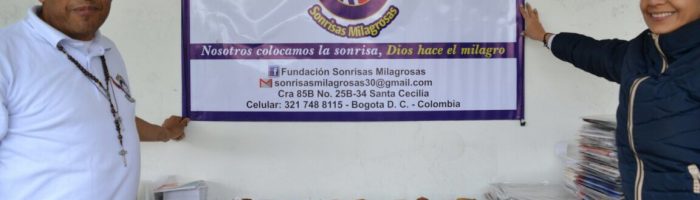 Sonrisas Milagrosas
Nosotros colocamos la sonrisa, Dios hace el milagro
Fundación Sonrisas Milagrosas
sonrisasmilagrosas30@gmail.com
Cra 85B No. 25B-34 Santa Cecilia
Celular: 321 748 8115 - Bogota D. C. - Colombia